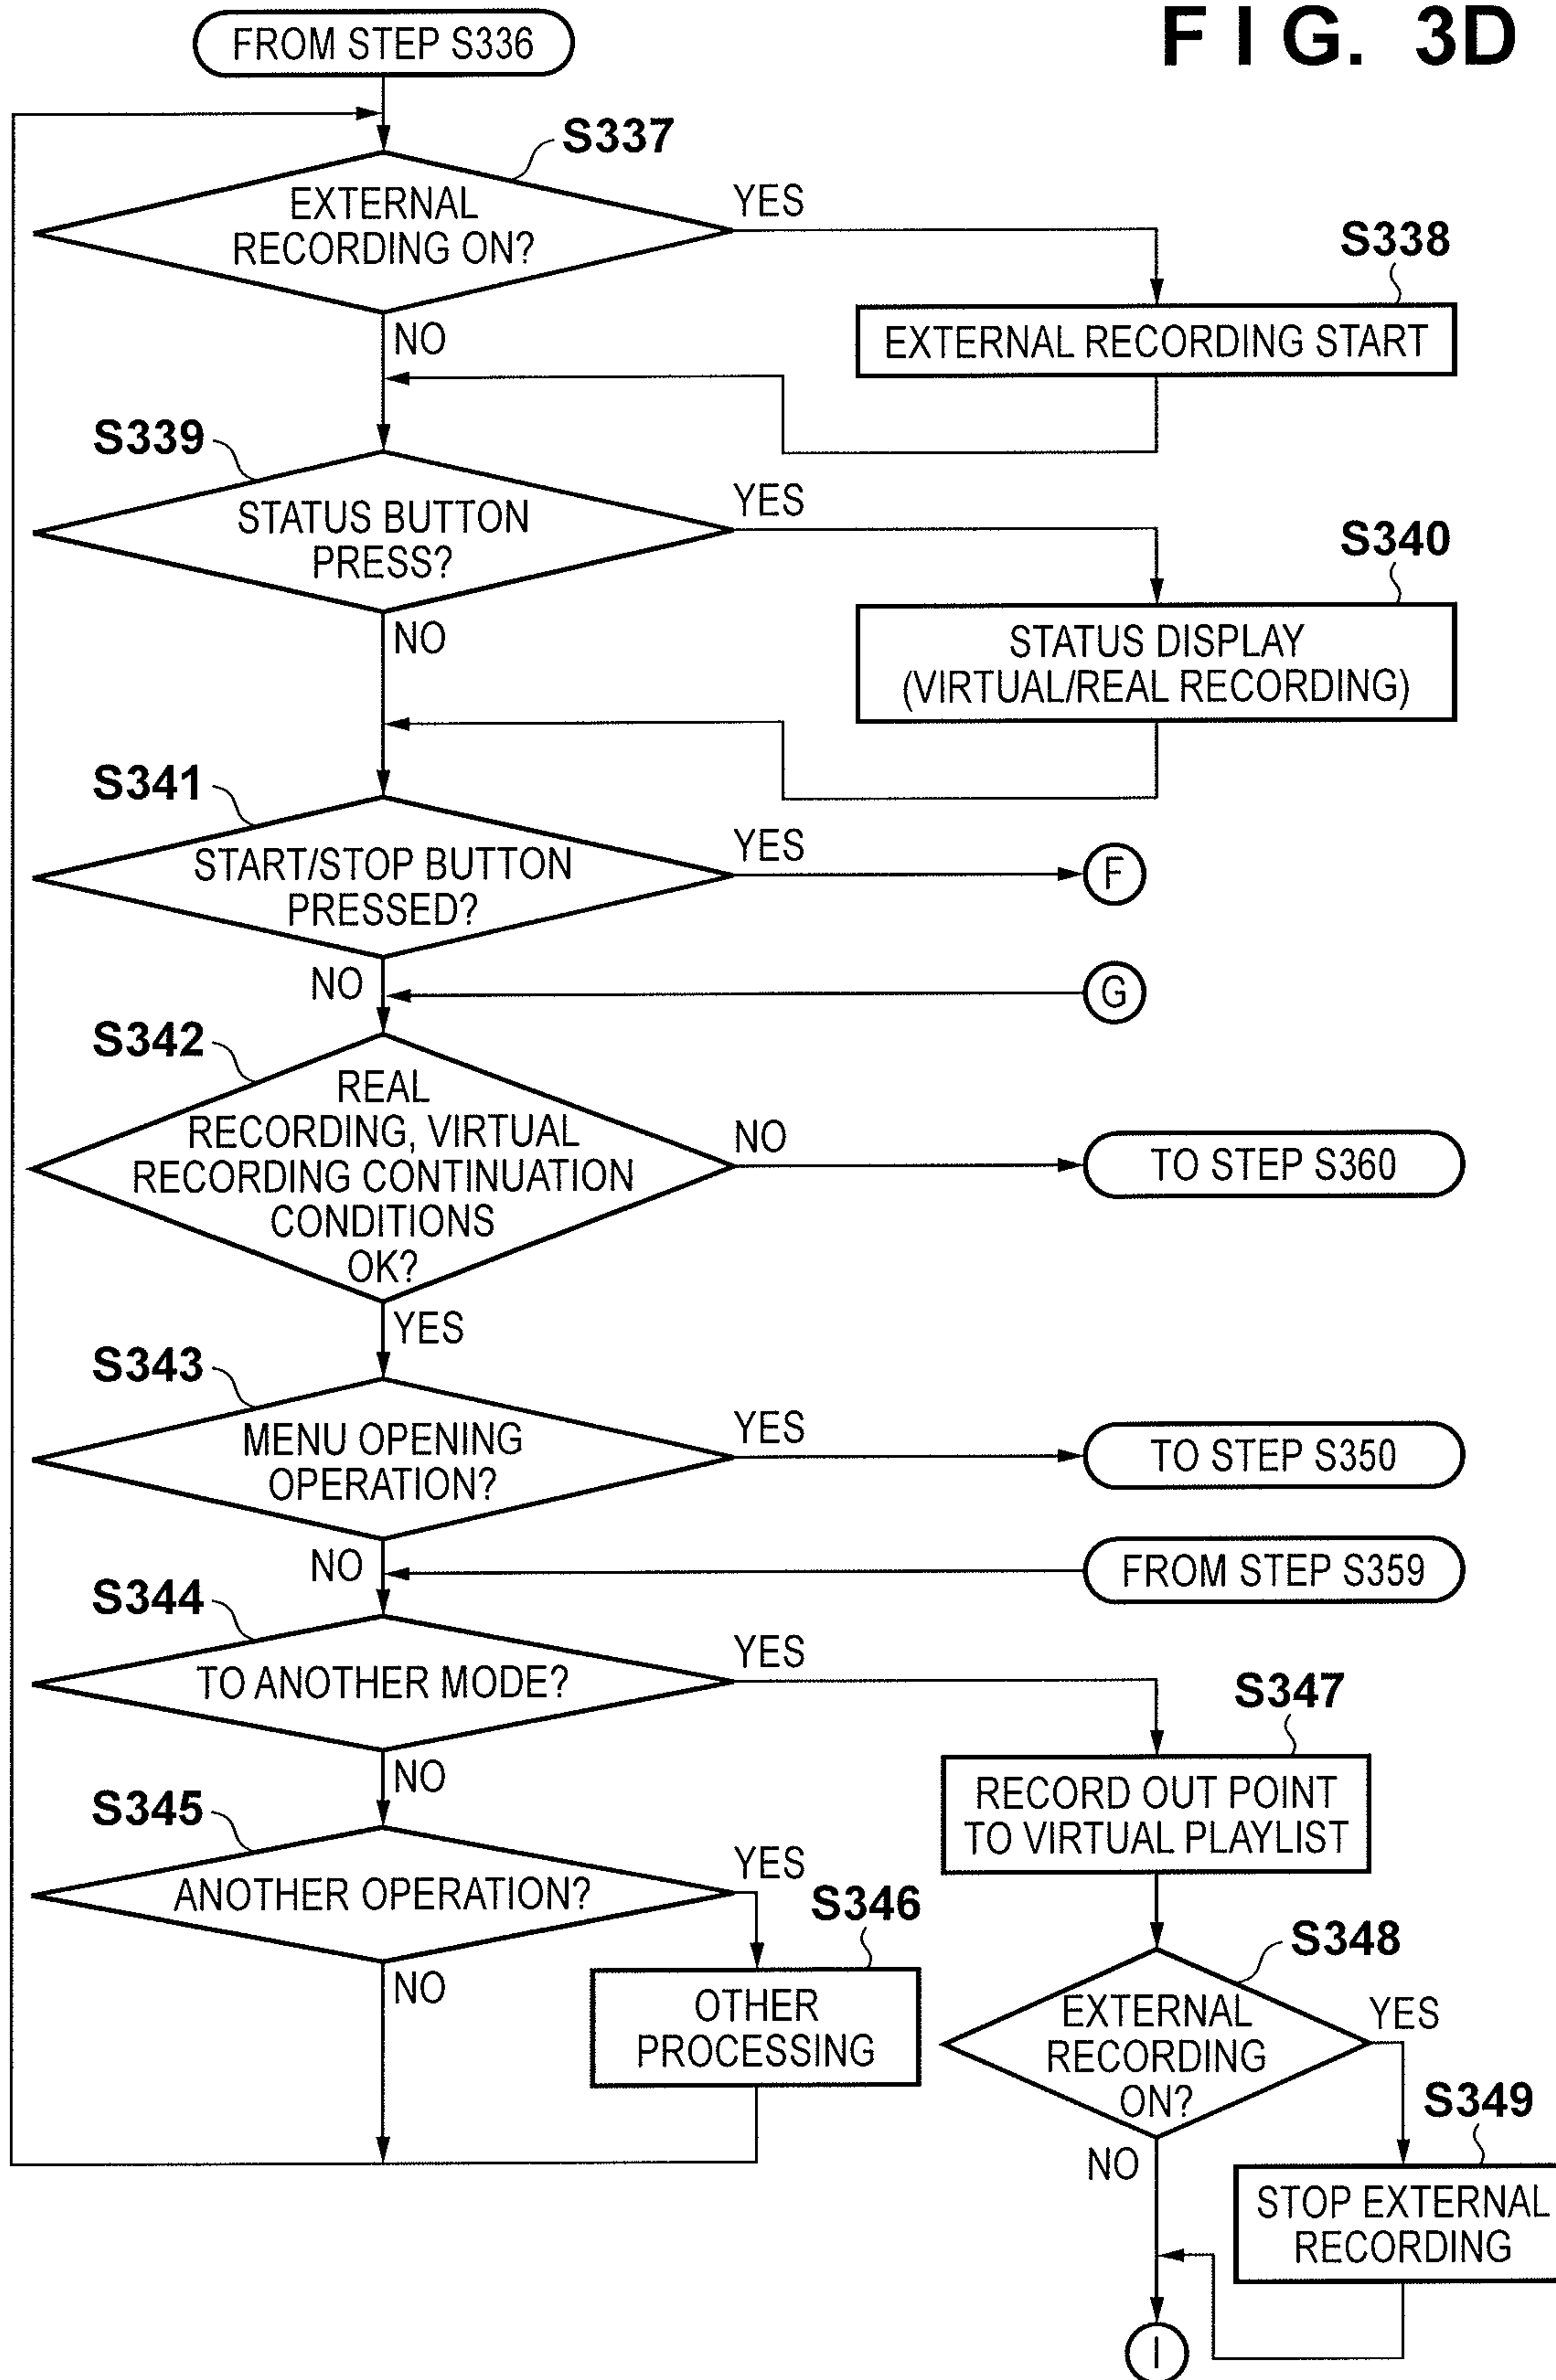 FIG. 3D
FROM STEP S336
S337
EXTERNAL
RECORDING ON?
YES
NO
S338
EXTERNAL RECORDING START
S339
STATUS BUTTON
PRESS?
YES
NO
S340
STATUS DISPLAY
(VIRTUAL/REAL RECORDING)
S341
START/STOP BUTTON
PRESSED?
YES
F
NO
G
S342
REAL
RECORDING, VIRTUAL
RECORDING CONTINUATION
CONDITIONS
OK?
NO
TO STEP S360
YES
S343
MENU OPENING
OPERATION?
YES
TO STEP S350
NO
FROM STEP S359
S344
TO ANOTHER MODE?
YES
NO
S347
RECORD OUT POINT
TO VIRTUAL PLAYLIST
S345
ANOTHER OPERATION?
YES
NO
S346
OTHER
PROCESSING
S348
EXTERNAL
RECORDING
ON?
YES
NO
S349
STOP EXTERNAL
RECORDING
I